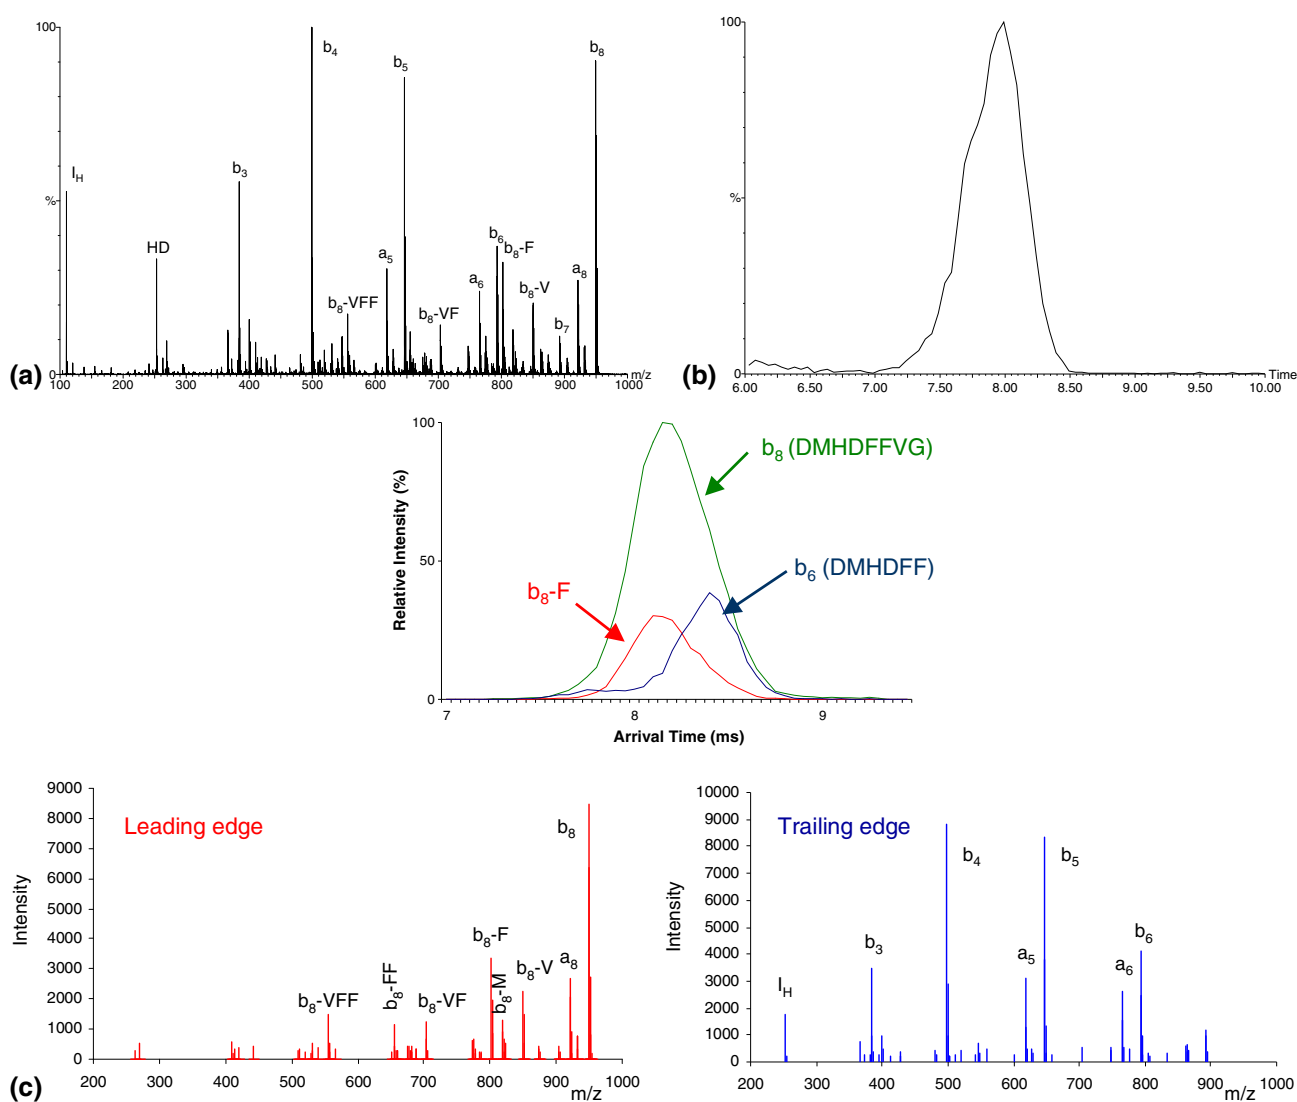 100
%
0
I_H
HD
b_3
b_4
b_8-VFF
a_5
b_5
b_8-VF
a_6
b_6
b_8-F
b_8-V
b_7
a_8
b_8
100 200 300 400 500 600 700 800 900 1000
m/z
(a)
100
%
0
6.00 6.50 7.00 7.50 8.00 8.50 9.00 9.50 10.00
Time
(b)
100
50
0
Relative Intensity (%)
b_8 (DMHDFFVG)
b_6 (DMHDFF)
b_8-F
7 8 9
Arrival Time (ms)
9000
8000
7000
6000
5000
4000
3000
2000
1000
0
Intensity
Leading edge
b_8-VFF
b_8-FF
b_8-VF
b_8-F
b_8-M
b_8-V
a_8
b_8
200 300 400 500 600 700 800 900 1000
m/z
10000
9000
8000
7000
6000
5000
4000
3000
2000
1000
0
Intensity
Trailing edge
I_H
b_3
b_4
a_5
b_5
a_6
b_6
200 300 400 500 600 700 800 900 1000
m/z
(c)